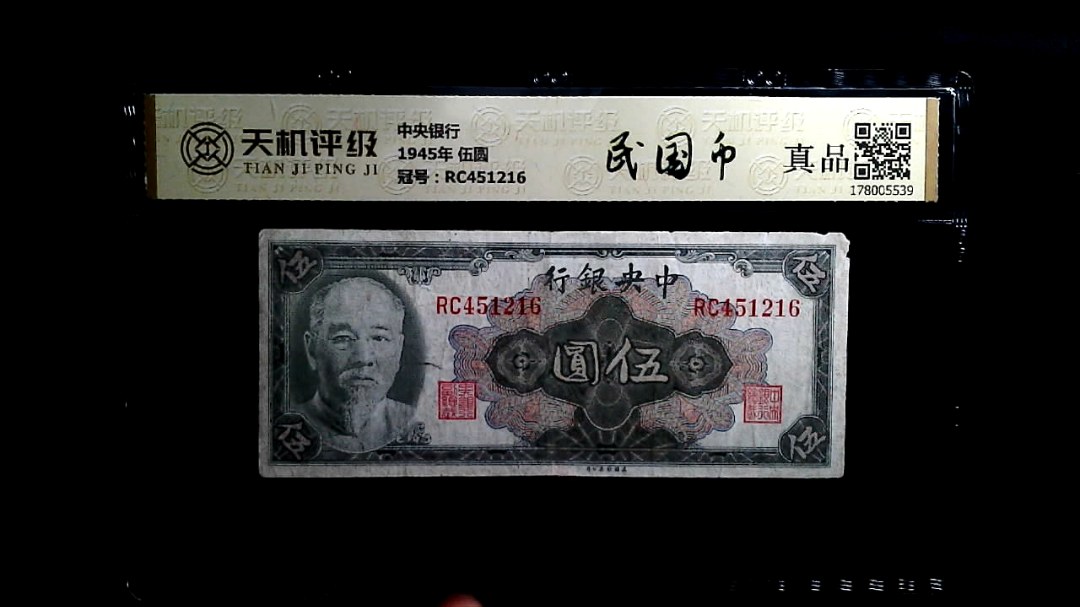 天机评级
TIAN JI PING JI
中央银行
1945年 伍圆
冠号：RC451216
民国币
真品
178005539
伍
伍
行銀央中
RC451216
RC451216
圓伍
伍
伍